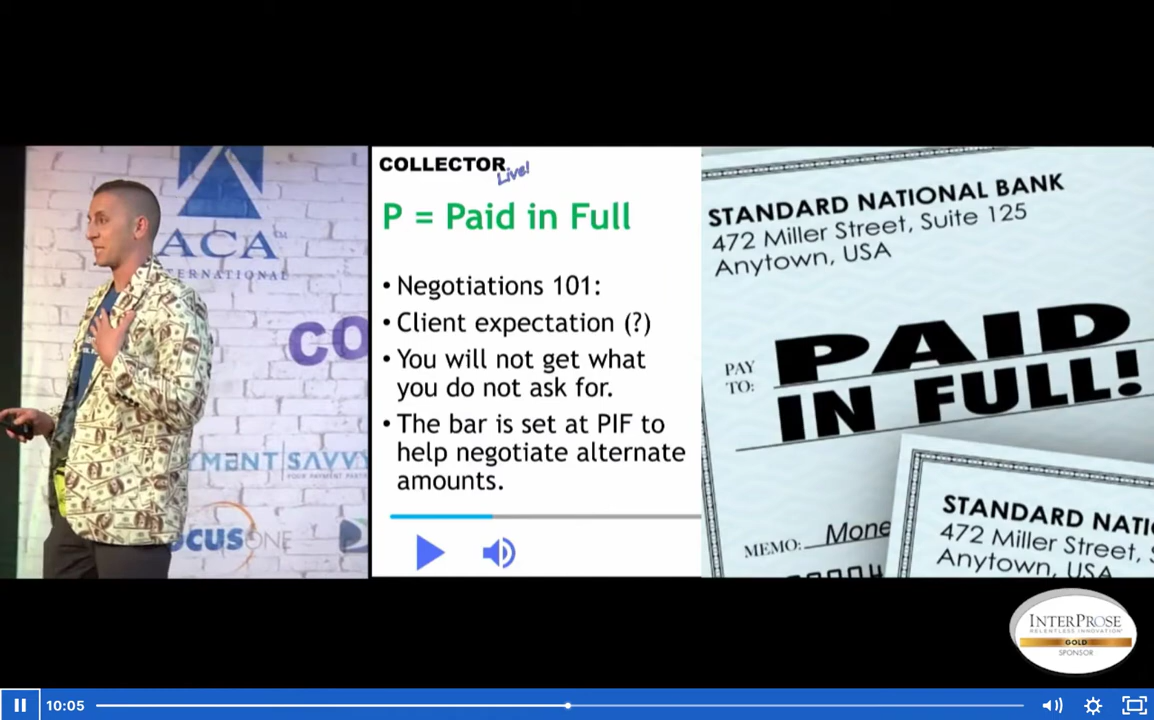 ACA
INTERNATIONAL
CO
YMENT|SAVVY
OCUSONE
COLLECTOR
Live!
P = Paid in Full
• Negotiations 101:
• Client expectation (?)
• You will not get what
you do not ask for.
• The bar is set at PIF to
help negotiate alternate
amounts.
STANDARD NATIONAL BANK
472 Miller Street, Suite 125
Anytown, USA
PAY
TO:
PAID
IN FULL!
MEMO: Mone
STANDARD NATI
472 Miller Street, S
Anytown, USA
INTERPROSE
RELENTLESS INNOVATION
GOLD
SPONSOR
10:05